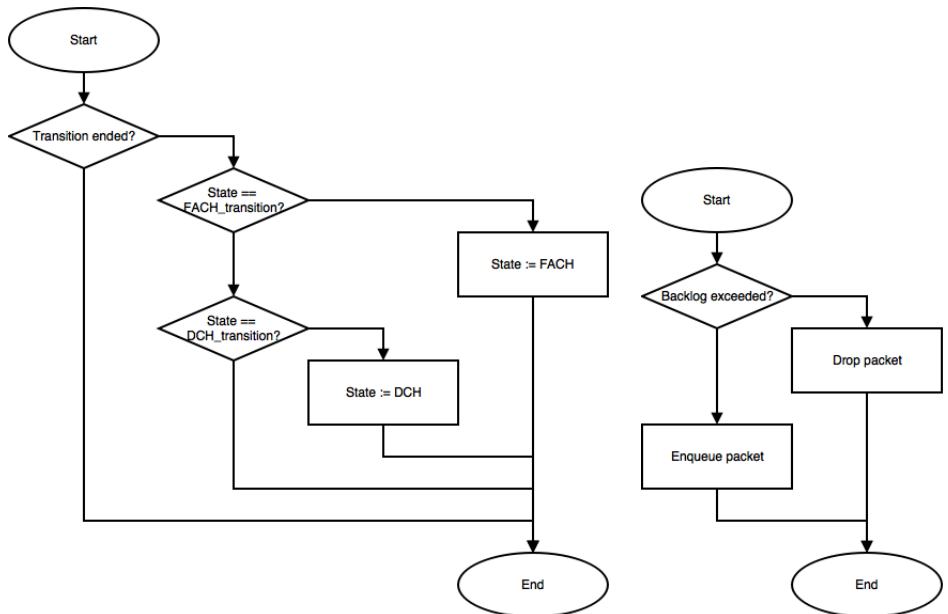 Start
Transition ended?
State ==
FACH_transition?
State := FACH
State ==
DCH_transition?
State := DCH
End
Start
Backlog exceeded?
Drop packet
Enqueue packet
End